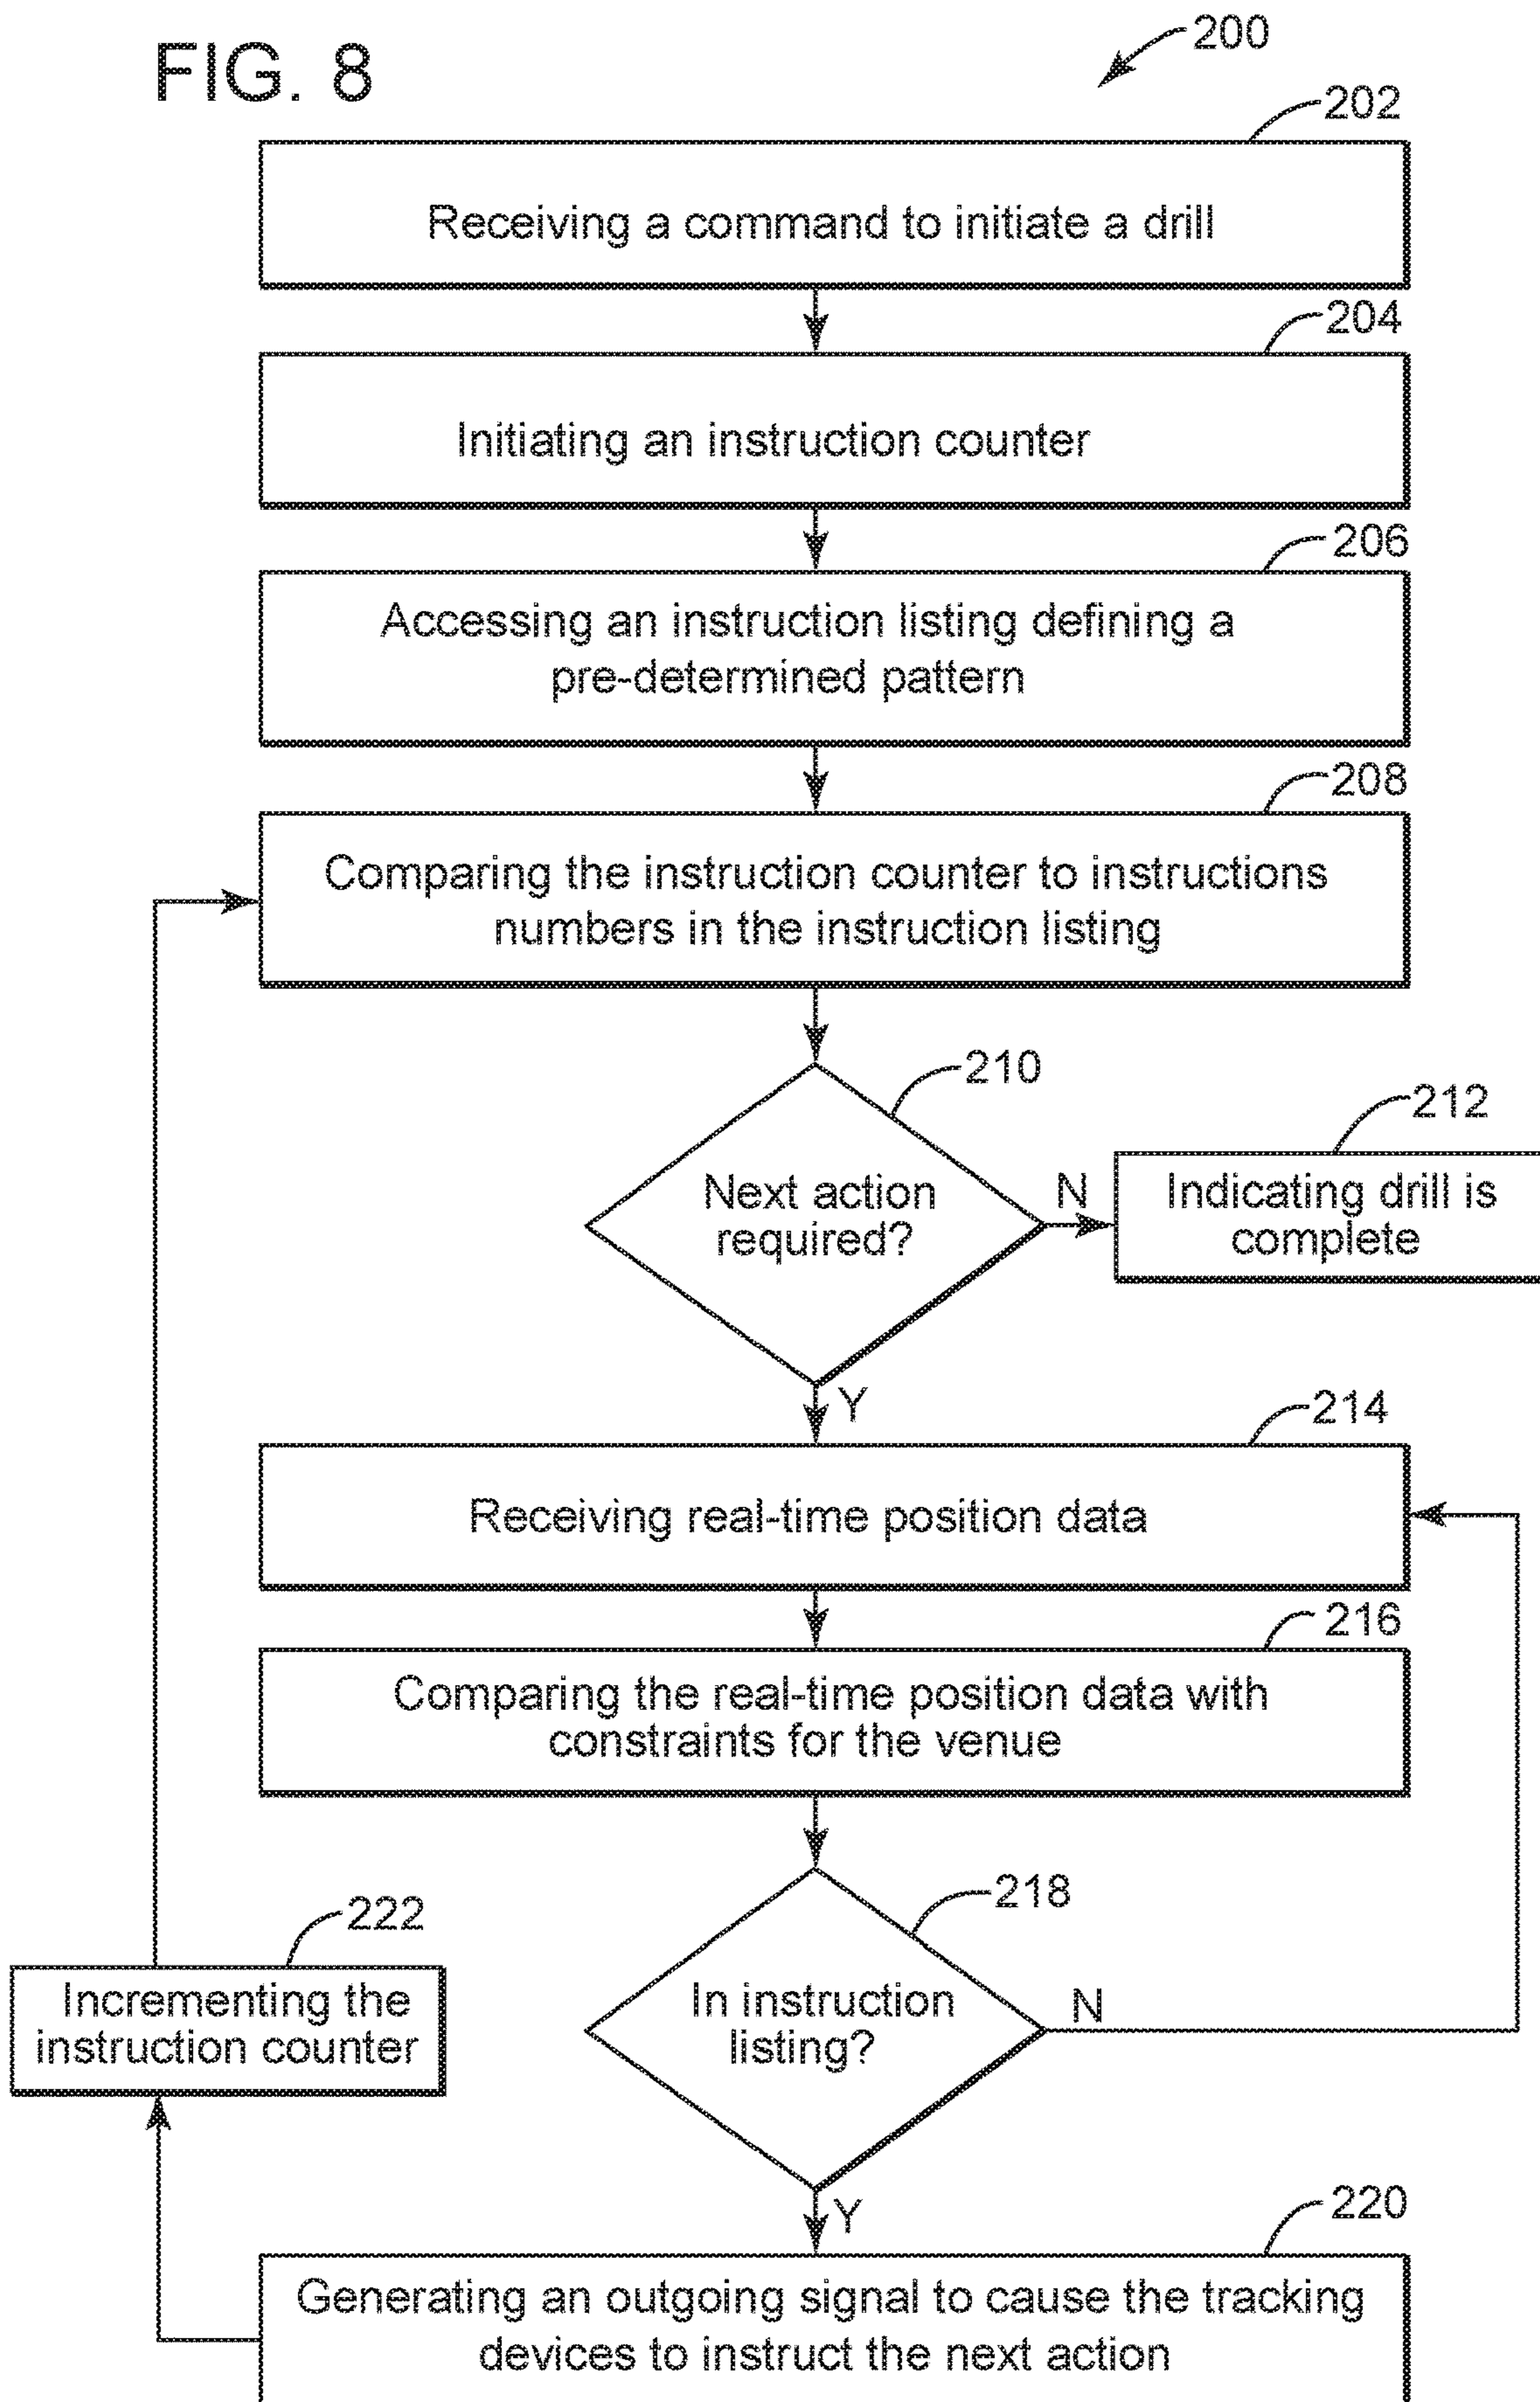 FIG. 8
200
202
Receiving a command to initiate a drill
204
Initiating an instruction counter
206
Accessing an instruction listing defining a
pre-determined pattern
208
Comparing the instruction counter to instructions
numbers in the instruction listing
210
Next action
required?
N
212
Indicating drill is
complete
Y
214
Receiving real-time position data
216
Comparing the real-time position data with
constraints for the venue
218
In instruction
listing?
N
222
Incrementing the
instruction counter
Y
220
Generating an outgoing signal to cause the tracking
devices to instruct the next action